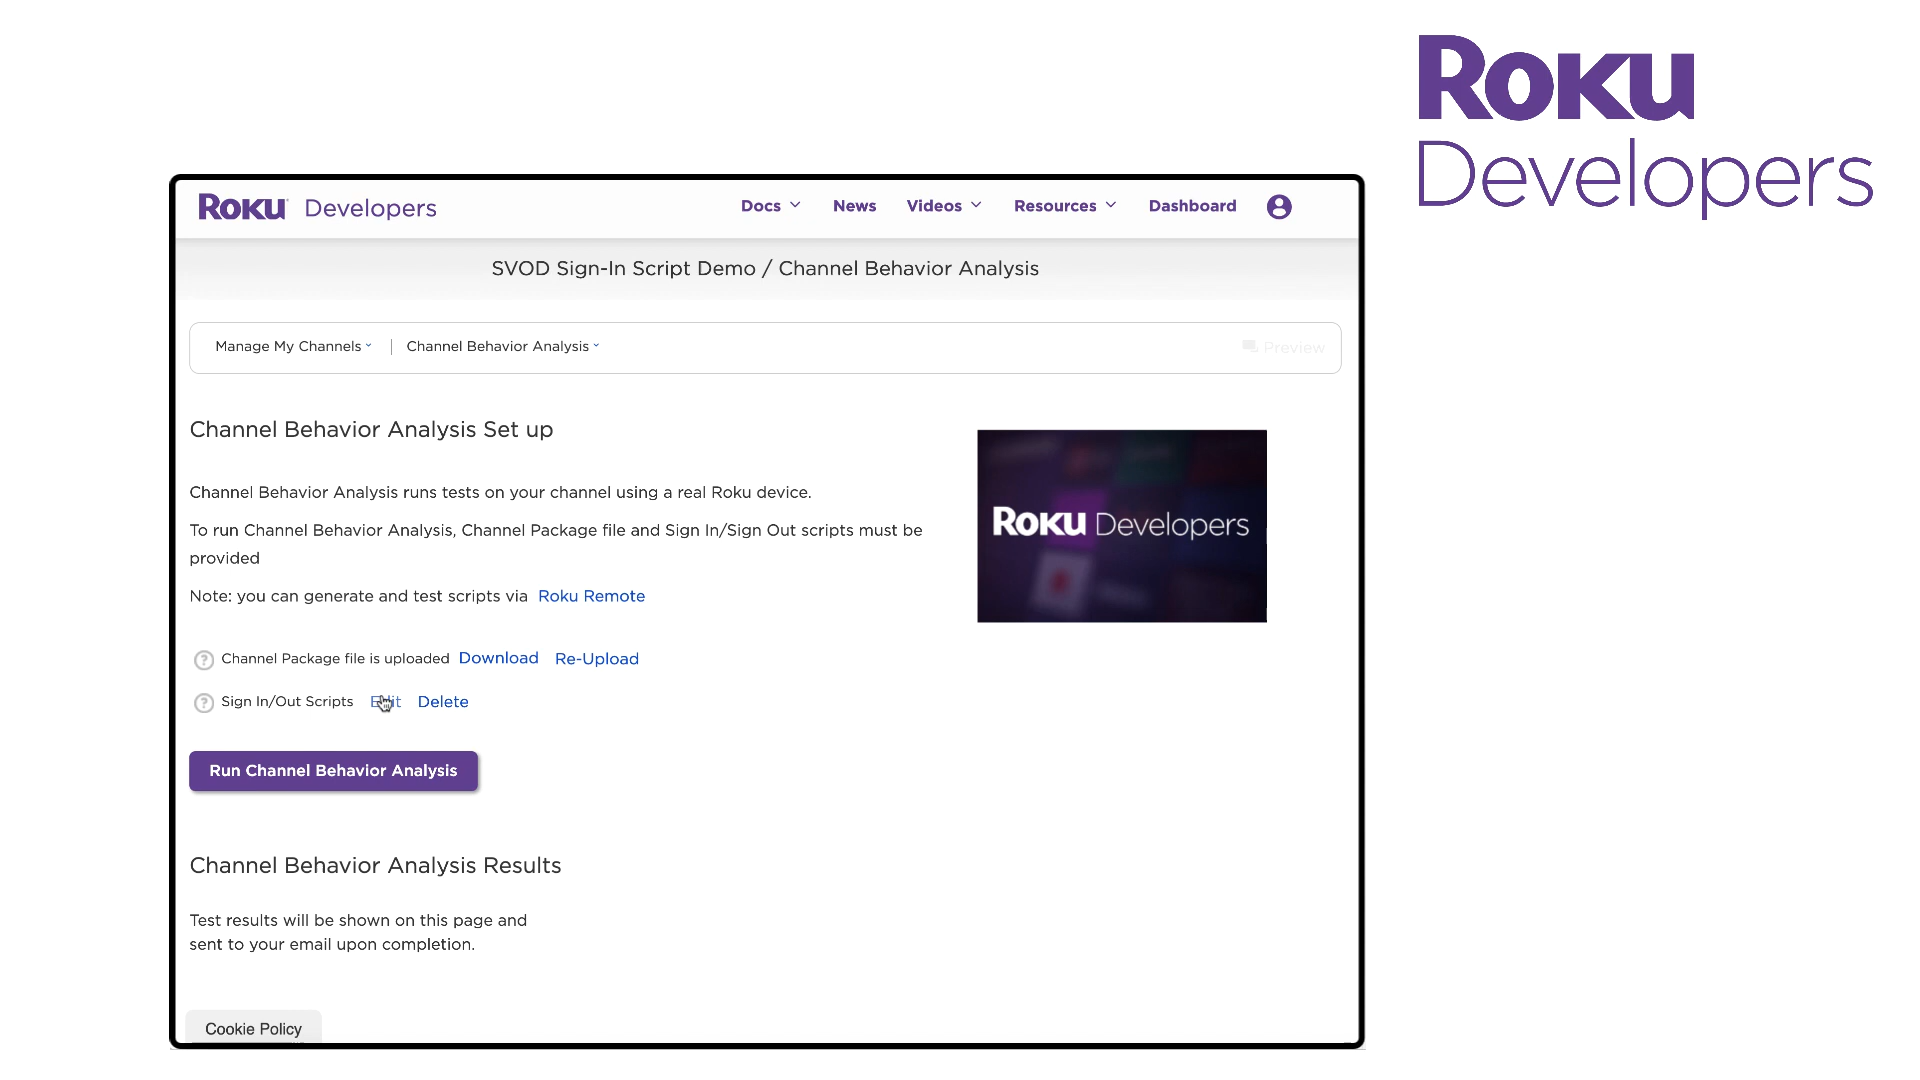 Roku
Developers
Roku Developers
Docs News Videos Resources Dashboard
SVOD Sign-In Script Demo / Channel Behavior Analysis
Manage My Channels | Channel Behavior Analysis Preview
Channel Behavior Analysis Set up
Channel Behavior Analysis runs tests on your channel using a real Roku device.
To run Channel Behavior Analysis, Channel Package file and Sign In/Sign Out scripts must be
provided
Note: you can generate and test scripts via Roku Remote
Roku Developers
? Channel Package file is uploaded Download Re-Upload
? Sign In/Out Scripts Edit Delete
Run Channel Behavior Analysis
Channel Behavior Analysis Results
Test results will be shown on this page and
sent to your email upon completion.
Cookie Policy